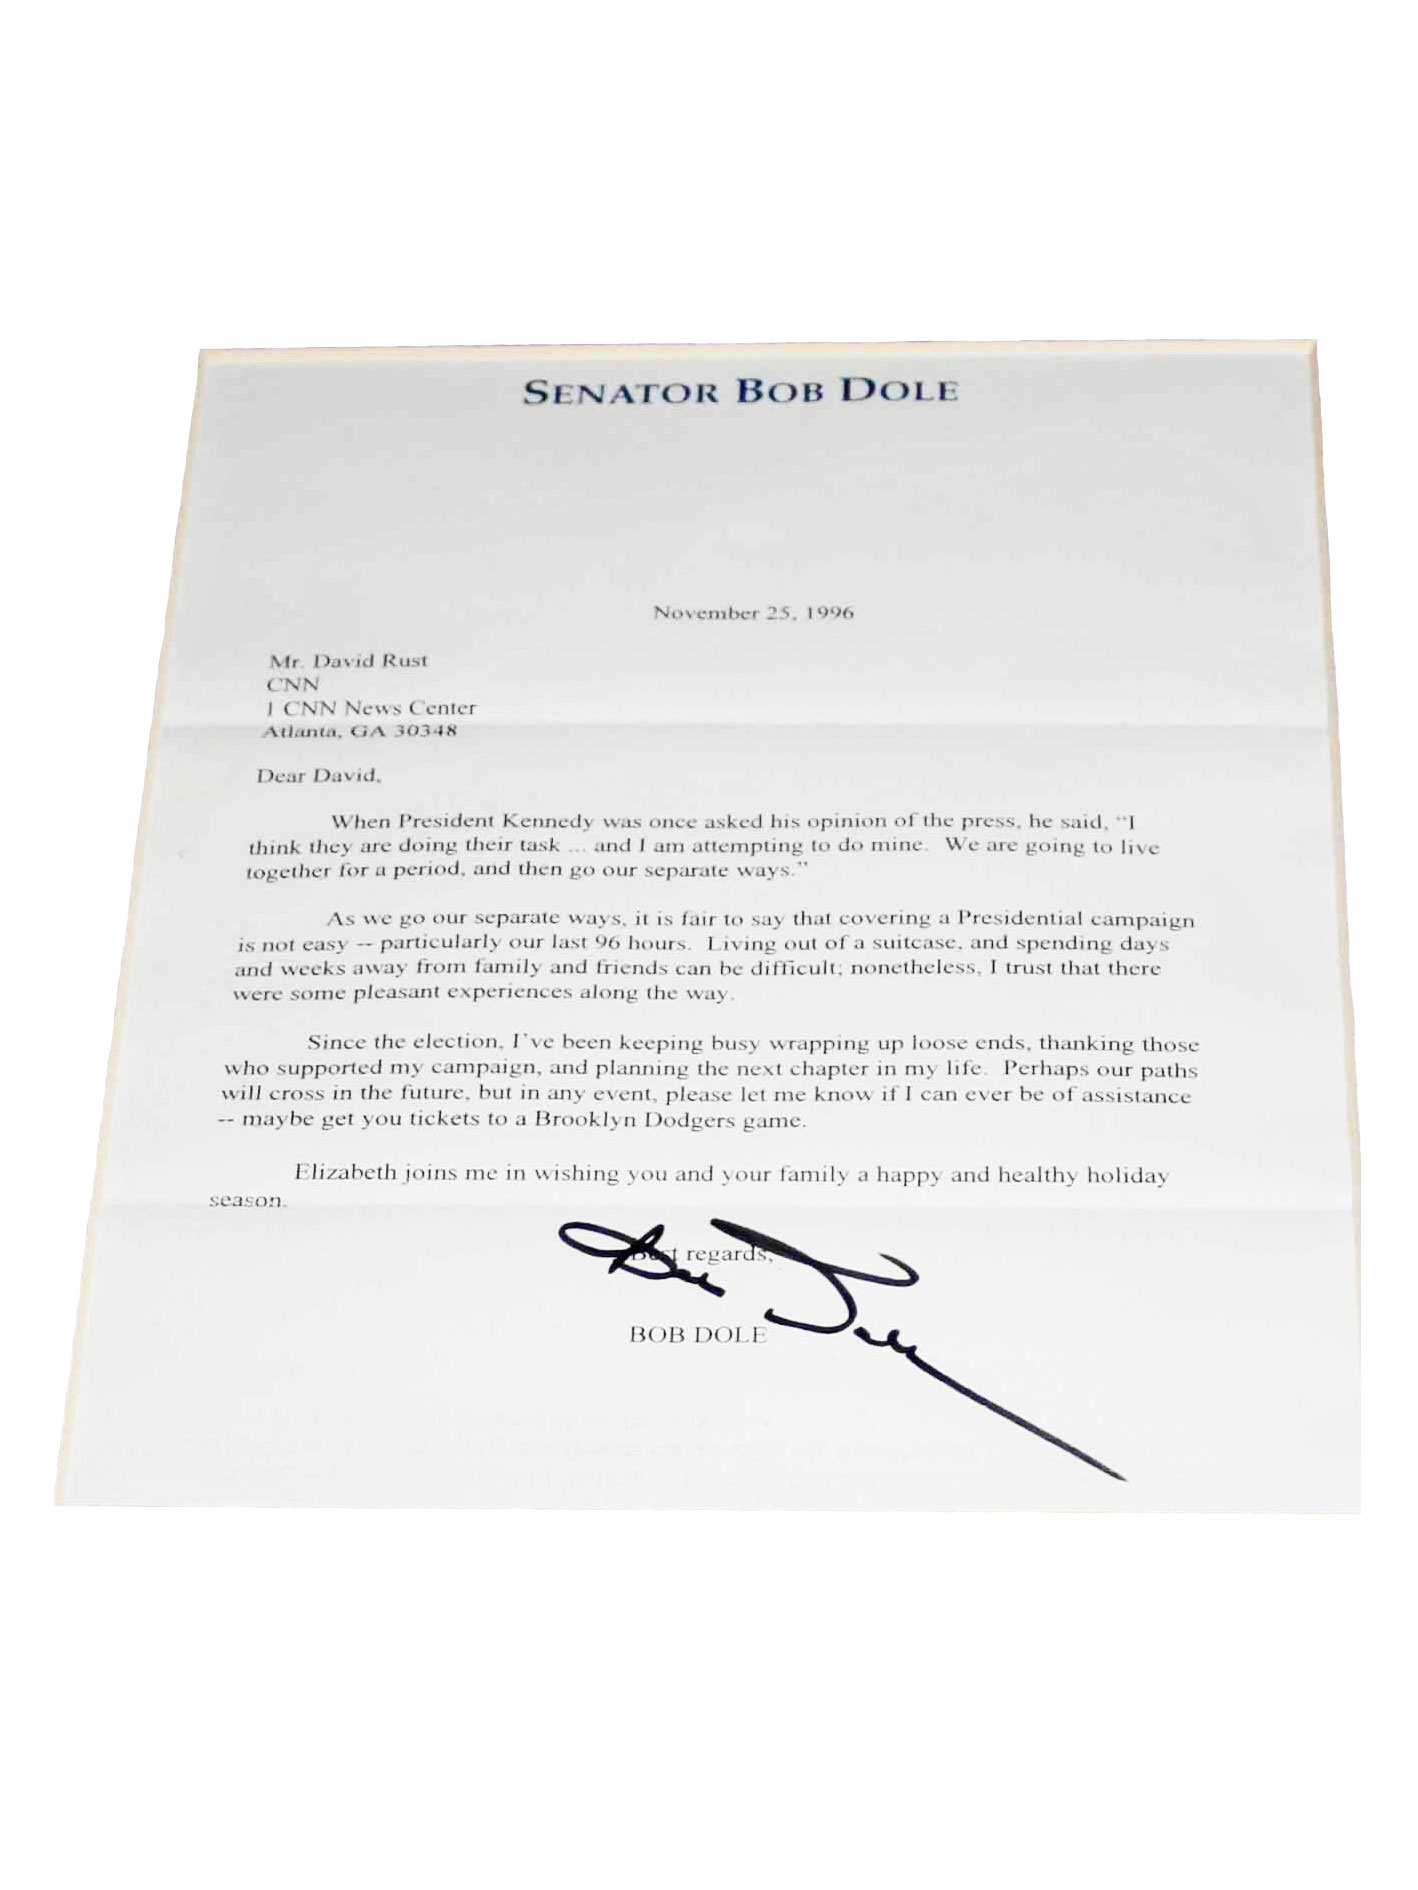 SENATOR BOB DOLE
November 25, 1996
Mr. David Rust
CNN
1 CNN News Center
Atlanta, GA 30348
Dear David,
When President Kennedy was once asked his opinion of the press, he said, "I
think they are doing their task ... and I am attempting to do mine. We are going to live
together for a period, and then go our separate ways."
As we go our separate ways, it is fair to say that covering a Presidential campaign
is not easy -- particularly our last 96 hours. Living out of a suitcase, and spending days
and weeks away from family and friends can be difficult; nonetheless, I trust that there
were some pleasant experiences along the way.
Since the election, I've been keeping busy wrapping up loose ends, thanking those
who supported my campaign, and planning the next chapter in my life. Perhaps our paths
will cross in the future, but in any event, please let me know if I can ever be of assistance
-- maybe get you tickets to a Brooklyn Dodgers game.
Elizabeth joins me in wishing you and your family a happy and healthy holiday
season.
Best regards,
Bob Dole
BOB DOLE